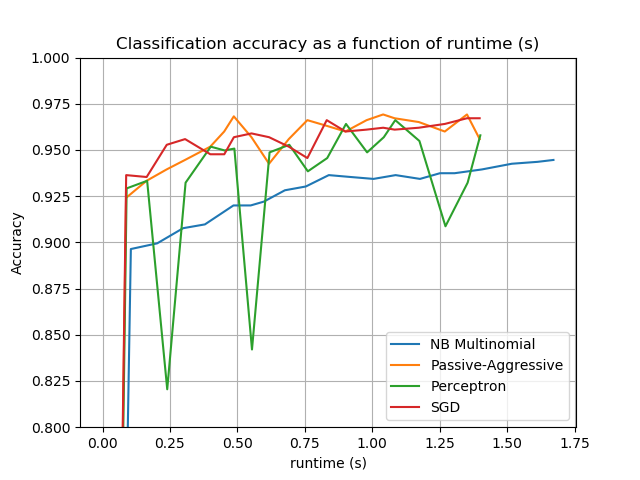 Classification accuracy as a function of runtime (s)
1.000
0.975
0.950
0.925
0.900
0.875
0.850
0.825
0.800
Accuracy
NB Multinomial
Passive-Aggressive
Perceptron
SGD
0.00 0.25 0.50 0.75 1.00 1.25 1.50 1.75
runtime (s)